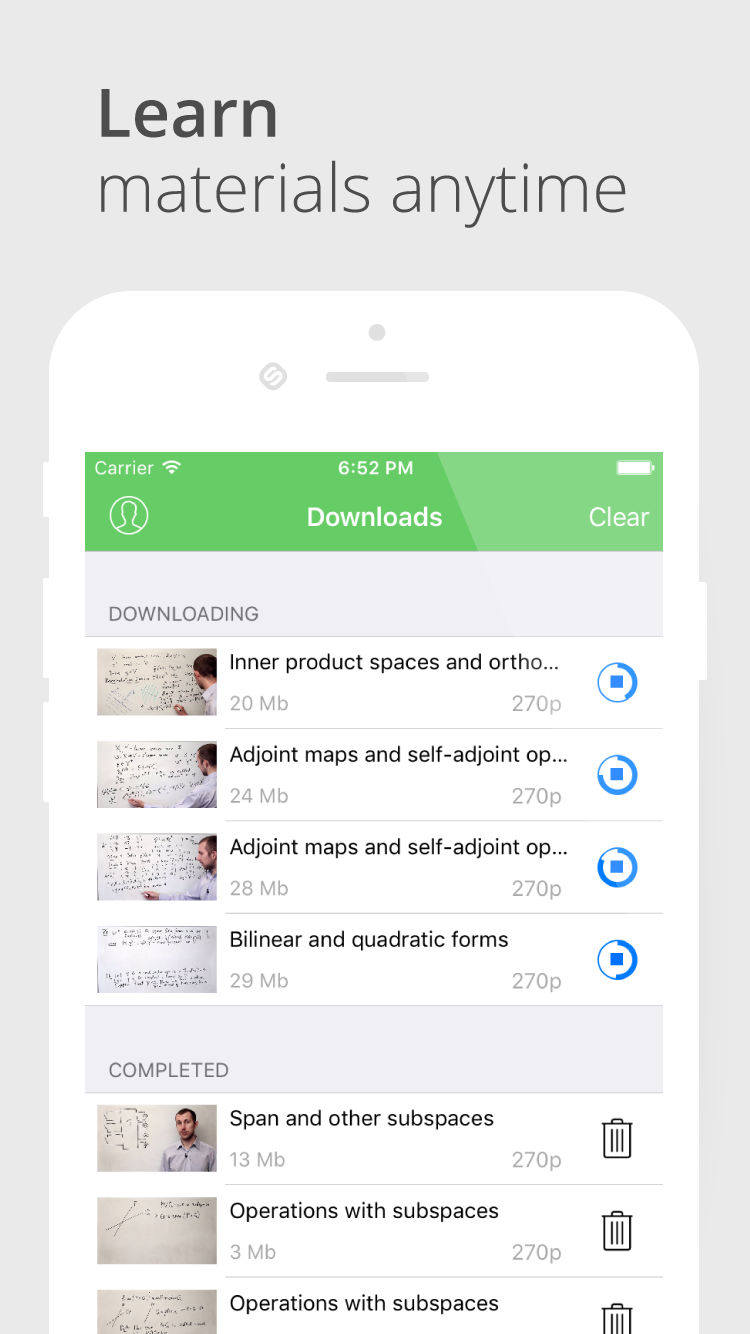 Learn
materials anytime
Carrier 6:52 PM
Downloads Clear
DOWNLOADING
Inner product spaces and ortho...
20 Mb 270p
Adjoint maps and self-adjoint op...
24 Mb 270p
Adjoint maps and self-adjoint op...
28 Mb 270p
Bilinear and quadratic forms
29 Mb 270p
COMPLETED
Span and other subspaces
13 Mb 270p
Operations with subspaces
3 Mb 270p
Operations with subspaces